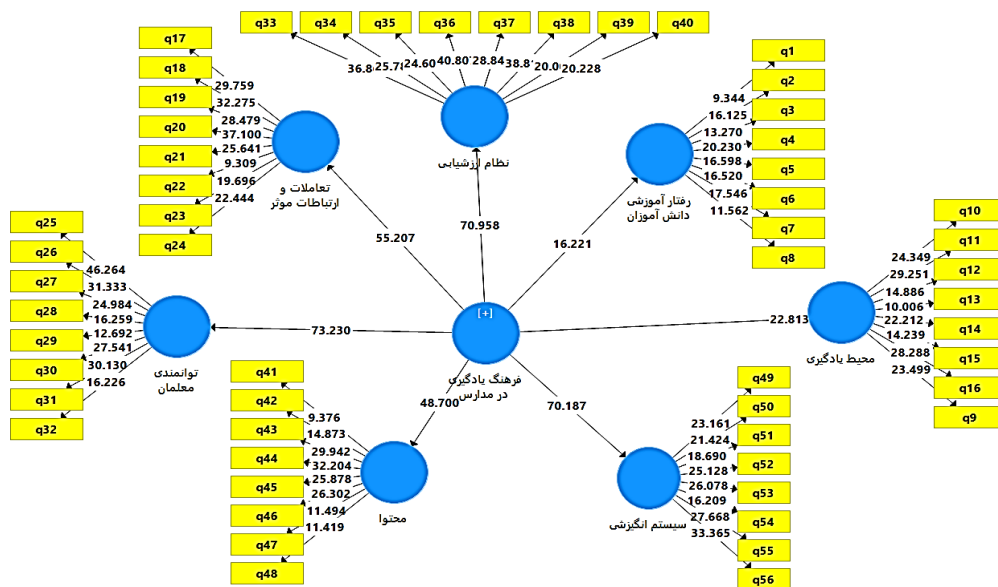 q33
q34
q35
q36
q37
q38
q39
q40
40.807
20.228
نظام ارزشیابی
q17
q18
q19
q20
q21
q22
q23
q24
29.759
32.275
28.479
37.100
25.641
9.309
19.696
22.444
تعاملات و
ارتباطات موثر
q1
q2
q3
q4
q5
q6
q7
q8
9.344
16.125
13.270
20.230
16.598
16.520
17.546
11.562
رفتار آموزشی
دانش آموزان
55.207
70.958
16.221
q25
q26
q27
q28
q29
q30
q31
q32
46.264
31.333
24.984
16.259
12.692
27.541
30.130
16.226
توانمندی
معلمان
73.230
[+]
فرهنگ یادگیری
در مدارس
22.813
q10
q11
q12
q13
q14
q15
q16
q9
24.349
29.251
14.886
10.006
22.212
14.239
28.288
23.499
محیط یادگیری
48.700
70.187
q41
q42
q43
q44
q45
q46
q47
q48
9.376
14.873
29.942
32.204
25.878
26.302
11.494
11.419
محتوا
q49
q50
q51
q52
q53
q54
q55
q56
23.161
21.424
18.690
25.128
26.078
16.209
27.668
33.365
سیستم انگیزشی